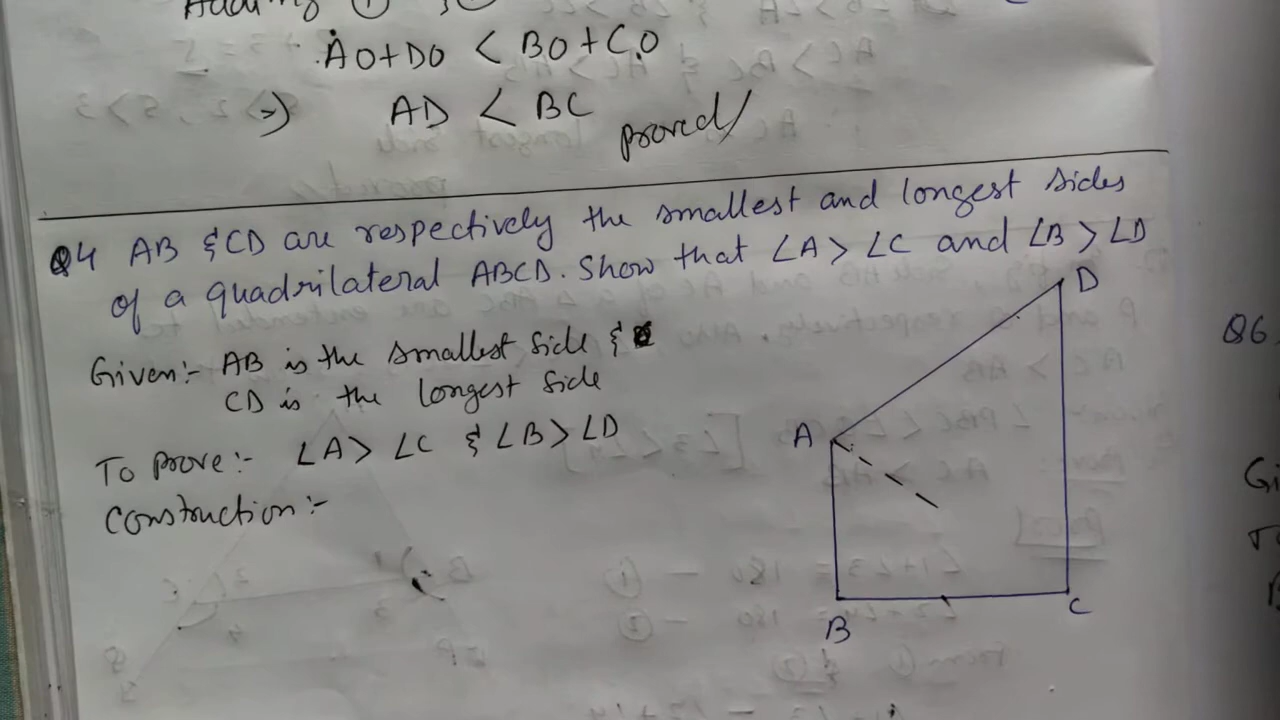 Adding ①
AO+DO < BO+CO
=) AD < BC
proved/
Q4 AB & CD are respectively the smallest and longest sides
of a quadrilateral ABCD. Show that ∠A > ∠C and ∠B > ∠D
Given:- AB is the smallest side &
CD is the longest side
To prove:- ∠A > ∠C & ∠B > ∠D
Construction:-
D
A
B
C
Q6